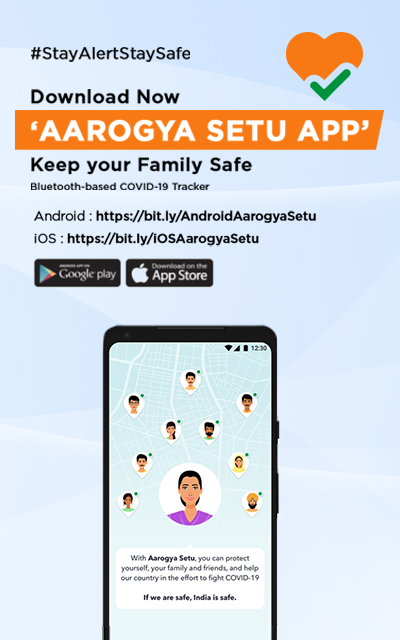 #StayAlertStaySafe
Download Now
‘AAROGYA SETU APP’
Keep your Family Safe
Bluetooth-based COVID-19 Tracker
Android : https://bit.ly/AndroidAarogyaSetu
iOS : https://bit.ly/iOSAarogyaSetu
ANDROID APP ON
Google play
Download on the
App Store
12:30
With Aarogya Setu, you can protect
yourself, your family and friends, and help
our country in the effort to fight COVID-19
If we are safe, India is safe.